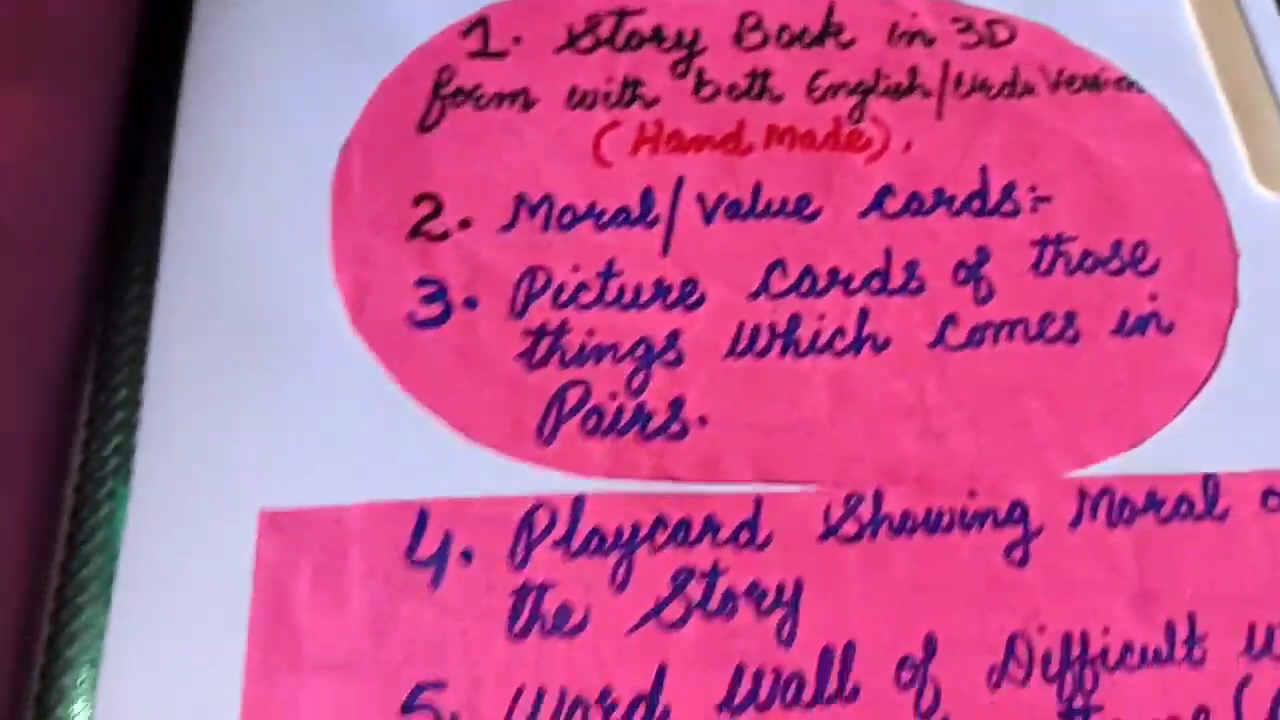 1. Story Book in 3D
form with both English/Urdu Version
(Hand Made).
2. Moral/Value cards:-
3. Picture cards of those
things which comes in
Pairs.
4. Playcard Showing Moral
the Story
5. Word Wall of Difficult